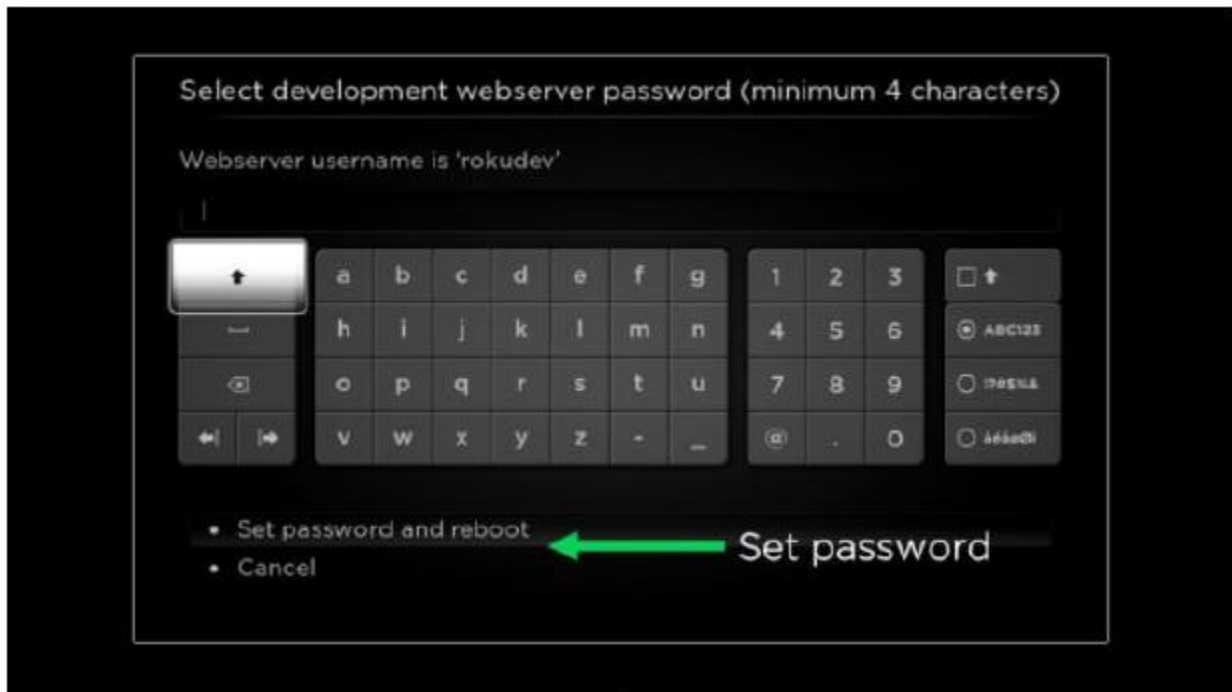 Select development webserver password (minimum 4 characters)
Webserver username is 'rokudev'
a b c d e f g 1 2 3
h i j k l m n 4 5 6 ABC123
o p q r s t u 7 8 9
v w x y z - _ @ . 0
• Set password and reboot
Set password
• Cancel